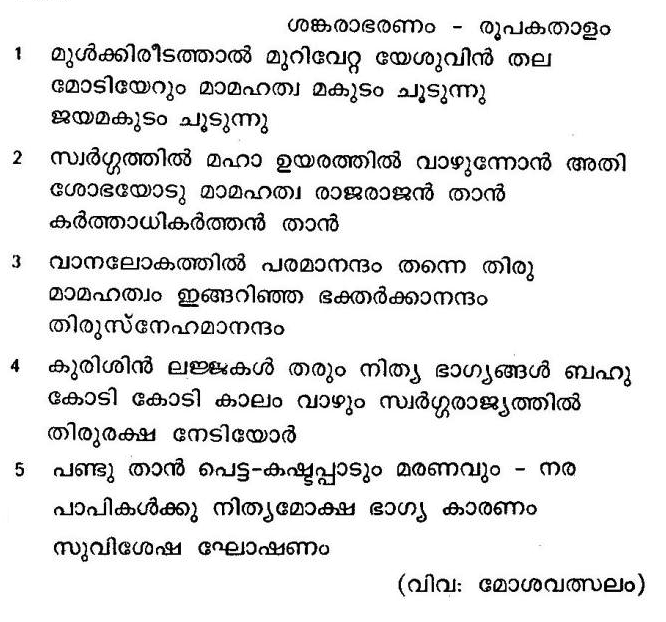 ശങ്കരാഭരണം - രൂപകതാളം
1 മുൾക്കിരീടത്താൽ മുറിവേറ്റ യേശുവിൻ തല
മോടിയേറും മാമഹത്വ മകുടം ചൂടുന്നു
ജയമകുടം ചൂടുന്നു
2 സ്വർഗ്ഗത്തിൽ മഹാ ഉയരത്തിൽ വാഴുന്നോൻ അതി
ശോഭയോടു മാമഹത്വ രാജരാജൻ താൻ
കർത്താധികർത്തൻ താൻ
3 വാനലോകത്തിൽ പരമാനന്ദം തന്നെ തിരു
മാമഹത്വം ഇങ്ങറിഞ്ഞ ഭക്തർക്കാനന്ദം
തിരുസ്നേഹമാനന്ദം
4 കുരിശിൻ ലജ്ജകൾ തരും നിത്യ ഭാഗ്യങ്ങൾ ബഹു
കോടി കോടി കാലം വാഴും സ്വർഗ്ഗരാജ്യത്തിൽ
തിരുരക്ഷ നേടിയോർ
5 പണ്ടു താൻ പെട്ട-കഷ്ടപ്പാടും മരണവും - നര
പാപികൾക്കു നിത്യമോക്ഷ ഭാഗ്യ കാരണം
സുവിശേഷ ഘോഷണം
(വിവ: മോശവത്സലം)